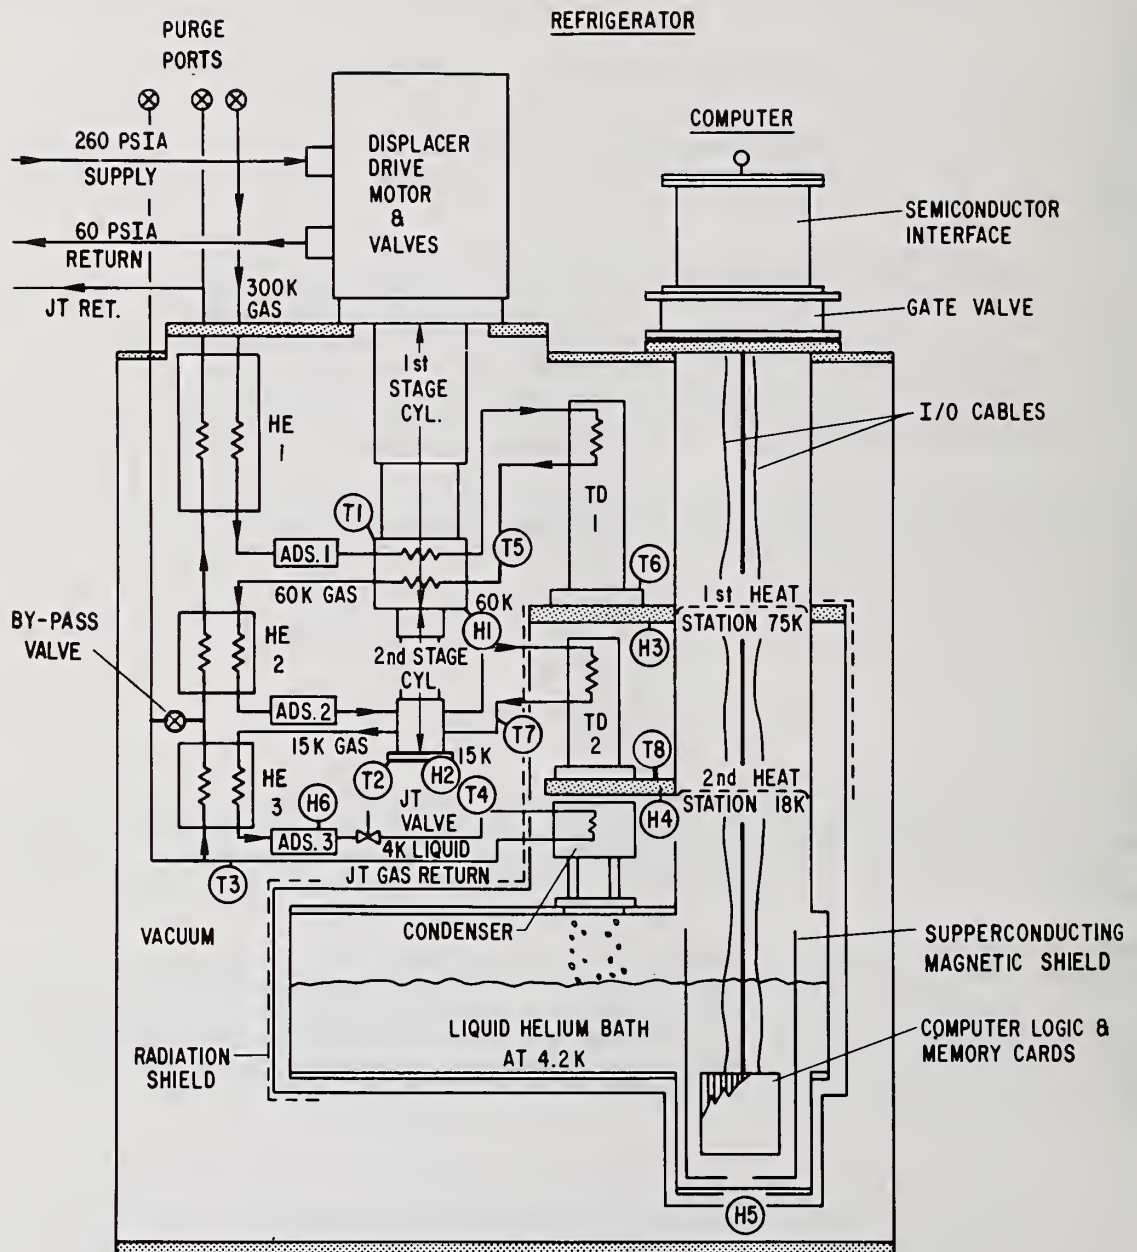 REFRIGERATOR
PURGE
PORTS
260 PSIA
SUPPLY
60 PSIA
RETURN
JT RET.
300K
GAS
DISPLACER
DRIVE
MOTOR
&
VALVES
COMPUTER
SEMICONDUCTOR
INTERFACE
GATE VALVE
I/O CABLES
1st
STAGE
CYL.
HE
1
TD
1
T1
T5
T6
ADS.1
60K GAS
60K
H1
H3
1st HEAT
STATION 75K
BY-PASS
VALVE
HE
2
2nd STAGE
CYL
ADS.2
15K GAS
15K
T7
TD
2
T8
H4
2nd HEAT
STATION 18K
HE
3
H6
T2
H2
T4
JT
VALVE
ADS.3
4K LIQUID
JT GAS RETURN
T3
VACUUM
CONDENSER
SUPPERCONDUCTING
MAGNETIC SHIELD
LIQUID HELIUM BATH
AT 4.2K
COMPUTER LOGIC &
MEMORY CARDS
RADIATION
SHIELD
H5